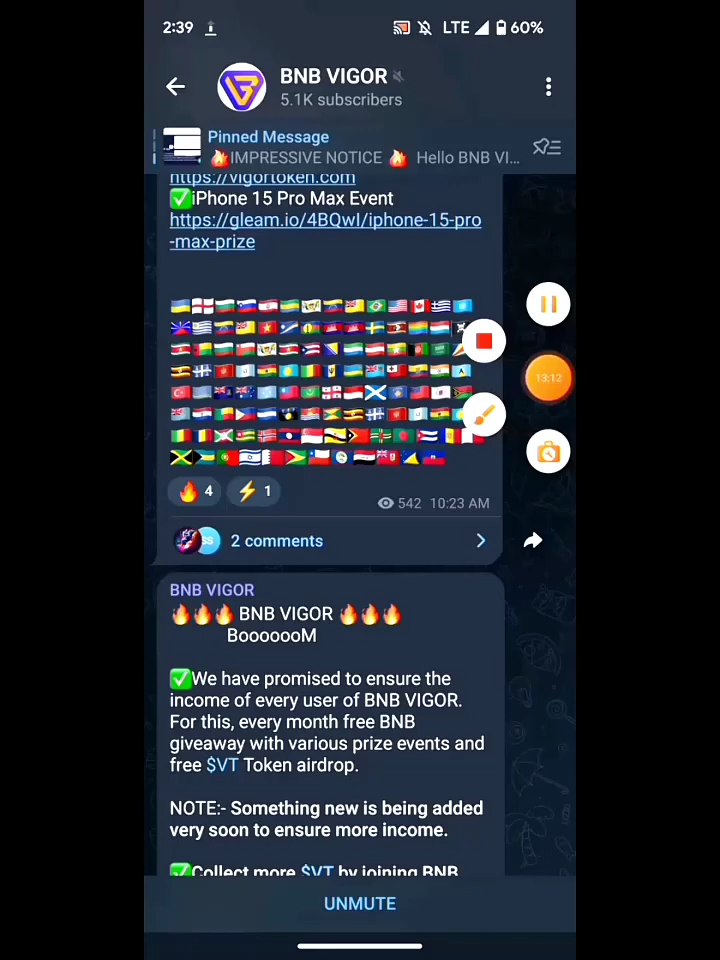 2:39 LTE 60%
BNB VIGOR
5.1K subscribers
Pinned Message
🔥IMPRESSIVE NOTICE 🔥 Hello BNB VI...
https://vigortoken.com
✅iPhone 15 Pro Max Event
https://gleam.io/4BQwI/iphone-15-pro
-max-prize
13:12
🔥 4 ⚡ 1
542 10:23 AM
SS
2 comments
BNB VIGOR
🔥🔥🔥 BNB VIGOR 🔥🔥🔥
BooooooM
✅We have promised to ensure the
income of every user of BNB VIGOR.
For this, every month free BNB
giveaway with various prize events and
free $VT Token airdrop.
NOTE:- Something new is being added
very soon to ensure more income.
✅Collect more $VT by joining BNB
UNMUTE